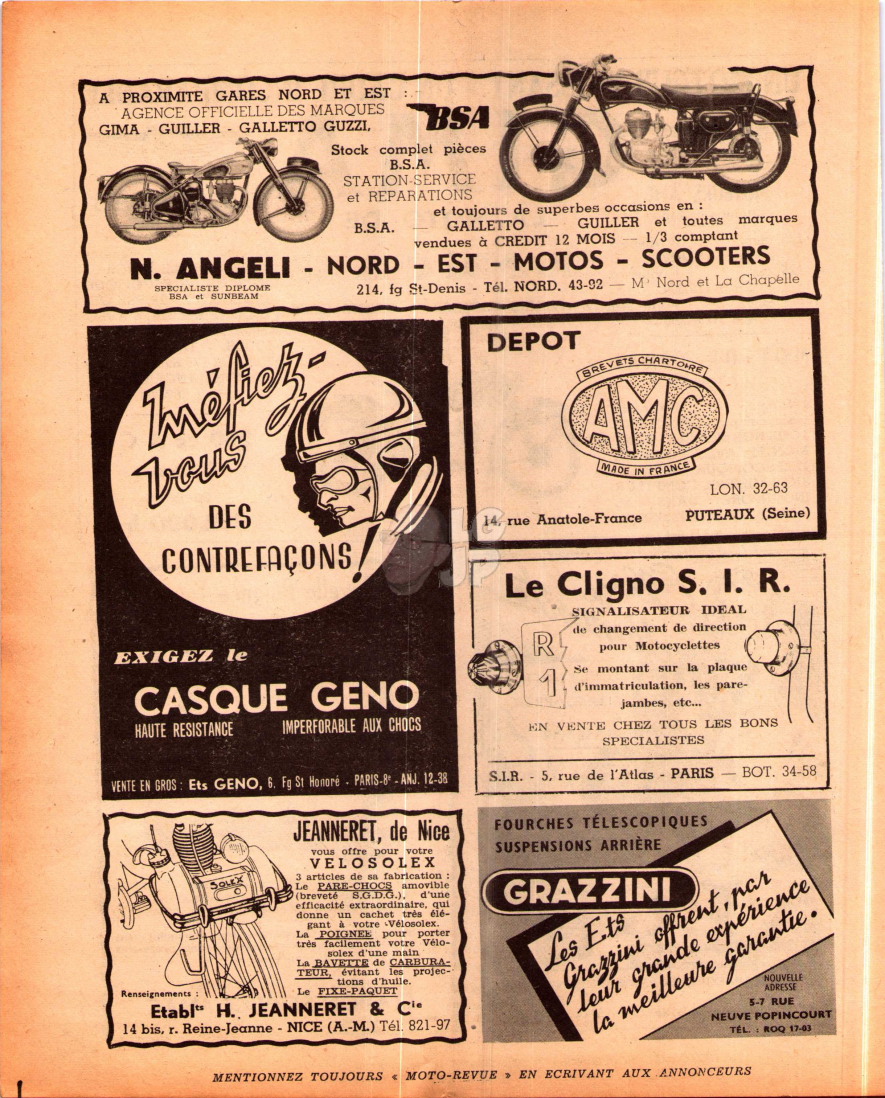 A PROXIMITE GARES NORD ET EST :
AGENCE OFFICIELLE DES MARQUES
GIMA - GUILLER - GALLETTO GUZZI,
BSA
Stock complet pièces
B.S.A.
STATION-SERVICE
et REPARATIONS
et toujours de superbes occasions en :
B.S.A. — GALLETTO — GUILLER et toutes marques
vendues à CREDIT 12 MOIS — 1/3 comptant
N. ANGELI - NORD - EST - MOTOS - SCOOTERS
SPECIALISTE DIPLOME
BSA et SUNBEAM
214, fg St-Denis - Tél. NORD. 43-92 — M° Nord et La Chapelle
Méfiez-
vous
DES
CONTREFAÇONS!
EXIGEZ le
CASQUE GENO
HAUTE RESISTANCE IMPERFORABLE AUX CHOCS
VENTE EN GROS : Ets GENO, 6, Fg St Honoré - PARIS-8e - ANJ. 12-38
DEPOT
BREVETS CHARTOIRE
AMC
MADE IN FRANCE
LON. 32-63
14, rue Anatole-France PUTEAUX (Seine)
LG
JP
Le Cligno S. I. R.
SIGNALISATEUR IDEAL
de changement de direction
pour Motocyclettes
Se montant sur la plaque
d'immatriculation, les pare-
jambes, etc...
R
1
EN VENTE CHEZ TOUS LES BONS
SPECIALISTES
S.I.R. - 5, rue de l'Atlas - PARIS — BOT. 34-58
JEANNERET, de Nice
vous offre pour votre
VELOSOLEX
3 articles de sa fabrication :
Le PARE-CHOCS amovible
(breveté S.G.D.G.), d'une
efficacité extraordinaire, qui
donne un cachet très élé-
gant à votre Vélosolex.
La POIGNEE pour porter
très facilement votre Vélo-
solex d'une main
La BAVETTE de CARBURA-
TEUR, évitant les projec-
tions d'huile.
Le FIXE-PAQUET
SOLEX
Renseignements :
Etablts H. JEANNERET & Cie
14 bis, r. Reine-Jeanne - NICE (A.-M.) Tél. 821-97
FOURCHES TÉLESCOPIQUES
SUSPENSIONS ARRIÈRE
GRAZZINI
Les Ets
Grazzini offrent, par
leur grande expérience
la meilleure garantie.
NOUVELLE
ADRESSE
5-7 RUE
NEUVE POPINCOURT
TÉL. : ROQ 17-03
MENTIONNEZ TOUJOURS « MOTO-REVUE » EN ECRIVANT AUX ANNONCEURS